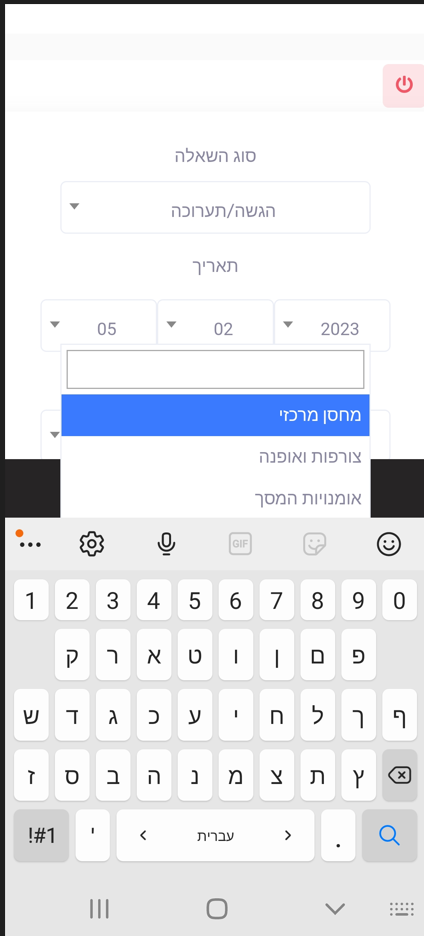 סוג השאלה
הגשה/תערוכה
תאריך
2023 02 05
מחסן מרכזי
צורפות ואופנה
אומנויות המסך
GIF
1 2 3 4 5 6 7 8 9 0
ק ר א ט ו ן ם פ
ש ד ג כ ע י ח ל ך ף
ז ס ב ה נ מ צ ת ץ
!#1 ' < עברית > .